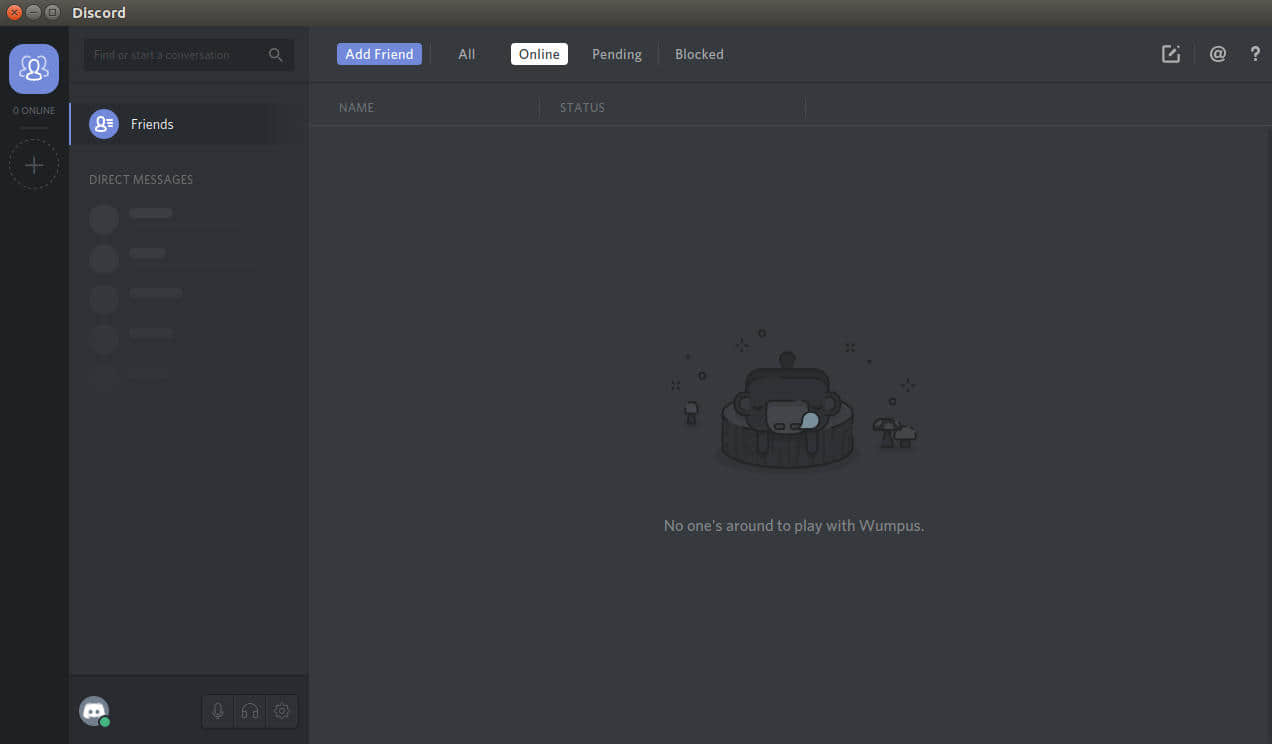 Discord
Find or start a conversation
Add Friend All Online Pending Blocked @ ?
0 ONLINE
NAME STATUS
Friends
DIRECT MESSAGES
No one's around to play with Wumpus.